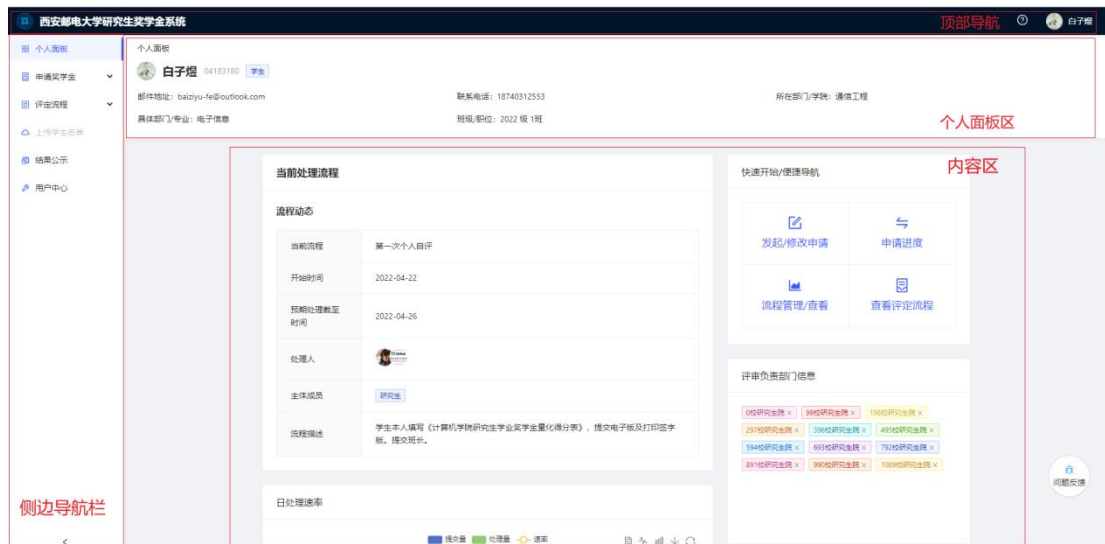 西安邮电大学研究生奖学金系统
顶部导航
白子煜
个人面板
申请奖学金
评定流程
上传学生名单
结果公示
用户中心
侧边导航栏
个人面板
白子煜 04183180 学生
邮件地址：baiziyu-fe@outlook.com 联系电话：18740312553 所在部门/学院：通信工程
具体部门/专业：电子信息 班级/职位：2022 级 1班
个人面板区
内容区
当前处理流程
流程动态
当前流程 第一次个人自评
开始时间 2022-04-22
预期处理截至时间 2022-04-26
处理人
主体成员 研究生
流程描述 学生本人填写《计算机学院研究生学业奖学金量化得分表》，提交电子版及打印签字
版。提交班长。
日处理速率
提交量 处理量 速率
快速开始/便捷导航
发起/修改申请 申请进度
流程管理/查看 查看评定流程
评审负责部门信息
0校研究生院 × 99校研究生院 × 198校研究生院 ×
297校研究生院 × 396校研究生院 × 495校研究生院 ×
594校研究生院 × 693校研究生院 × 792校研究生院 ×
891校研究生院 × 990校研究生院 × 1089校研究生院 ×
问题反馈